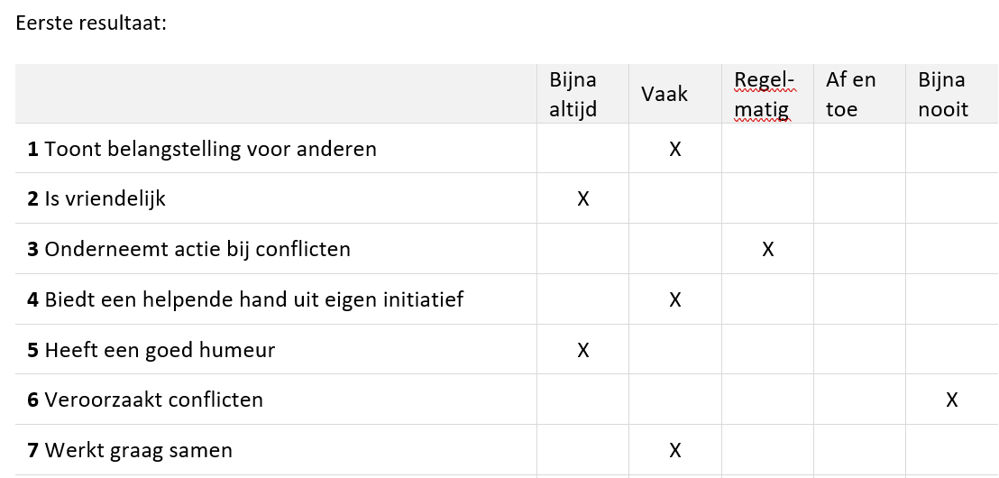 Eerste resultaat:
Bijna altijd Vaak Regel-matig Af en toe Bijna nooit
1 Toont belangstelling voor anderen X
2 Is vriendelijk X
3 Onderneemt actie bij conflicten X
4 Biedt een helpende hand uit eigen initiatief X
5 Heeft een goed humeur X
6 Veroorzaakt conflicten X
7 Werkt graag samen X